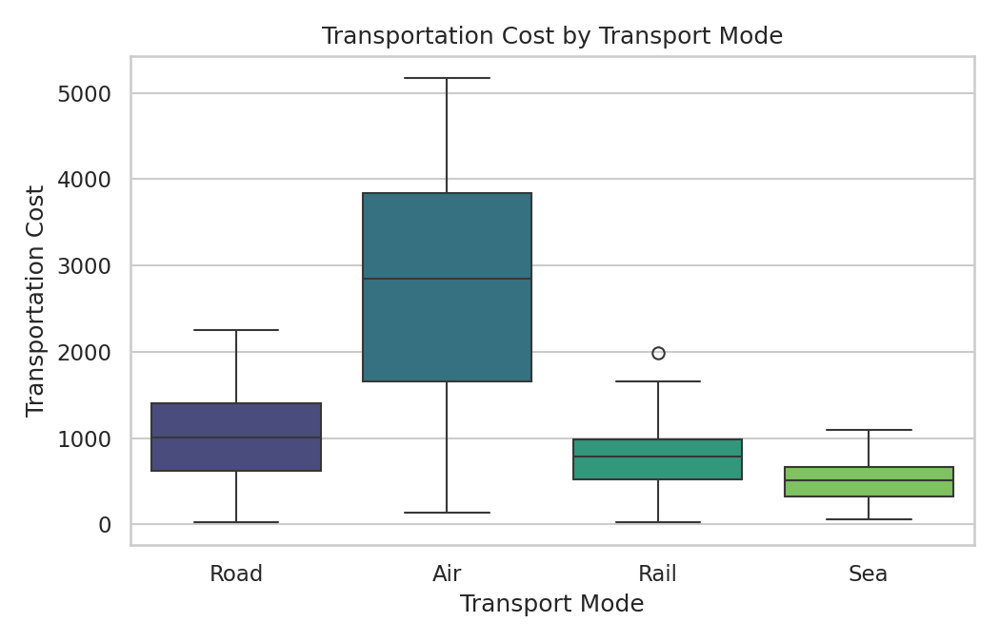 Transportation Cost by Transport Mode
Transportation Cost
5000
4000
3000
2000
1000
0
Road Air Rail Sea
Transport Mode